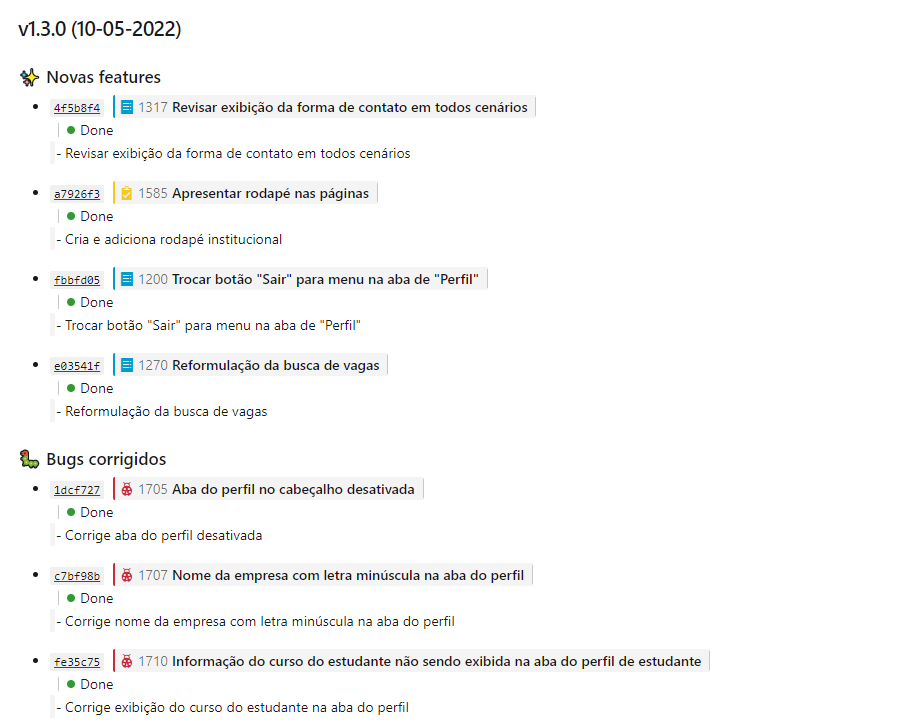 v1.3.0 (10-05-2022)
✨ Novas features
• 4f5b8f4 1317 Revisar exibição da forma de contato em todos cenários
Done
- Revisar exibição da forma de contato em todos cenários
• a7926f3 1585 Apresentar rodapé nas páginas
Done
- Cria e adiciona rodapé institucional
• fbbfd05 1200 Trocar botão "Sair" para menu na aba de "Perfil"
Done
- Trocar botão "Sair" para menu na aba de "Perfil"
• e03541f 1270 Reformulação da busca de vagas
Done
- Reformulação da busca de vagas
🐛 Bugs corrigidos
• 1dcf727 1705 Aba do perfil no cabeçalho desativada
Done
- Corrige aba do perfil desativada
• c7bf98b 1707 Nome da empresa com letra minúscula na aba do perfil
Done
- Corrige nome da empresa com letra minúscula na aba do perfil
• fe35c75 1710 Informação do curso do estudante não sendo exibida na aba do perfil de estudante
Done
- Corrige exibição do curso do estudante na aba do perfil